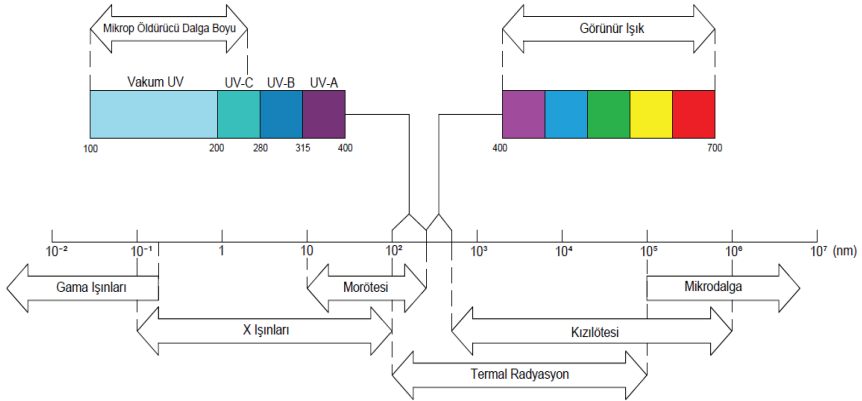 Mikrop Öldürücü Dalga Boyu
Görünür Işik
Vakum UV UV-C UV-B UV-A
100 200 280 315 400
400 700
10⁻² 10⁻¹ 1 10 10² 10³ 10⁴ 10⁵ 10⁶ 10⁷ (nm)
Gama Işınları Morötesi Mikrodalga
X Işınları Kızılötesi
Termal Radyasyon